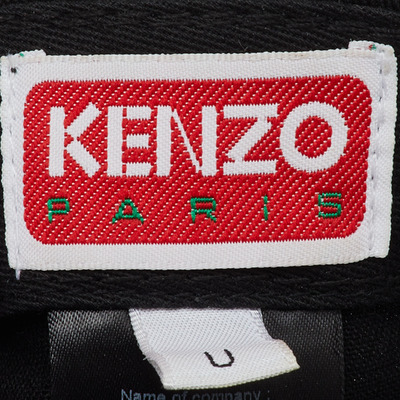 KENZO
PARIS
U
Name of company :